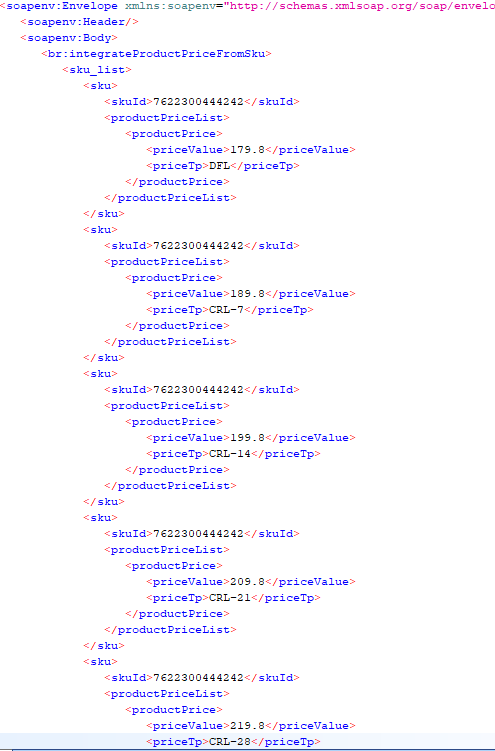 <soapenv:Envelope xmlns:soapenv="http://schemas.xmlsoap.org/soap/envelo
<soapenv:Header/>
<soapenv:Body>
<br:integrateProductPriceFromSku>
<sku_list>
<sku>
<skuId>7622300444242</skuId>
<productPriceList>
<productPrice>
<priceValue>179.8</priceValue>
<priceTp>DFL</priceTp>
</productPrice>
</productPriceList>
</sku>
<sku>
<skuId>7622300444242</skuId>
<productPriceList>
<productPrice>
<priceValue>189.8</priceValue>
<priceTp>CRL-7</priceTp>
</productPrice>
</productPriceList>
</sku>
<sku>
<skuId>7622300444242</skuId>
<productPriceList>
<productPrice>
<priceValue>199.8</priceValue>
<priceTp>CRL-14</priceTp>
</productPrice>
</productPriceList>
</sku>
<sku>
<skuId>7622300444242</skuId>
<productPriceList>
<productPrice>
<priceValue>209.8</priceValue>
<priceTp>CRL-21</priceTp>
</productPrice>
</productPriceList>
</sku>
<sku>
<skuId>7622300444242</skuId>
<productPriceList>
<productPrice>
<priceValue>219.8</priceValue>
<priceTp>CRL-28</priceTp>